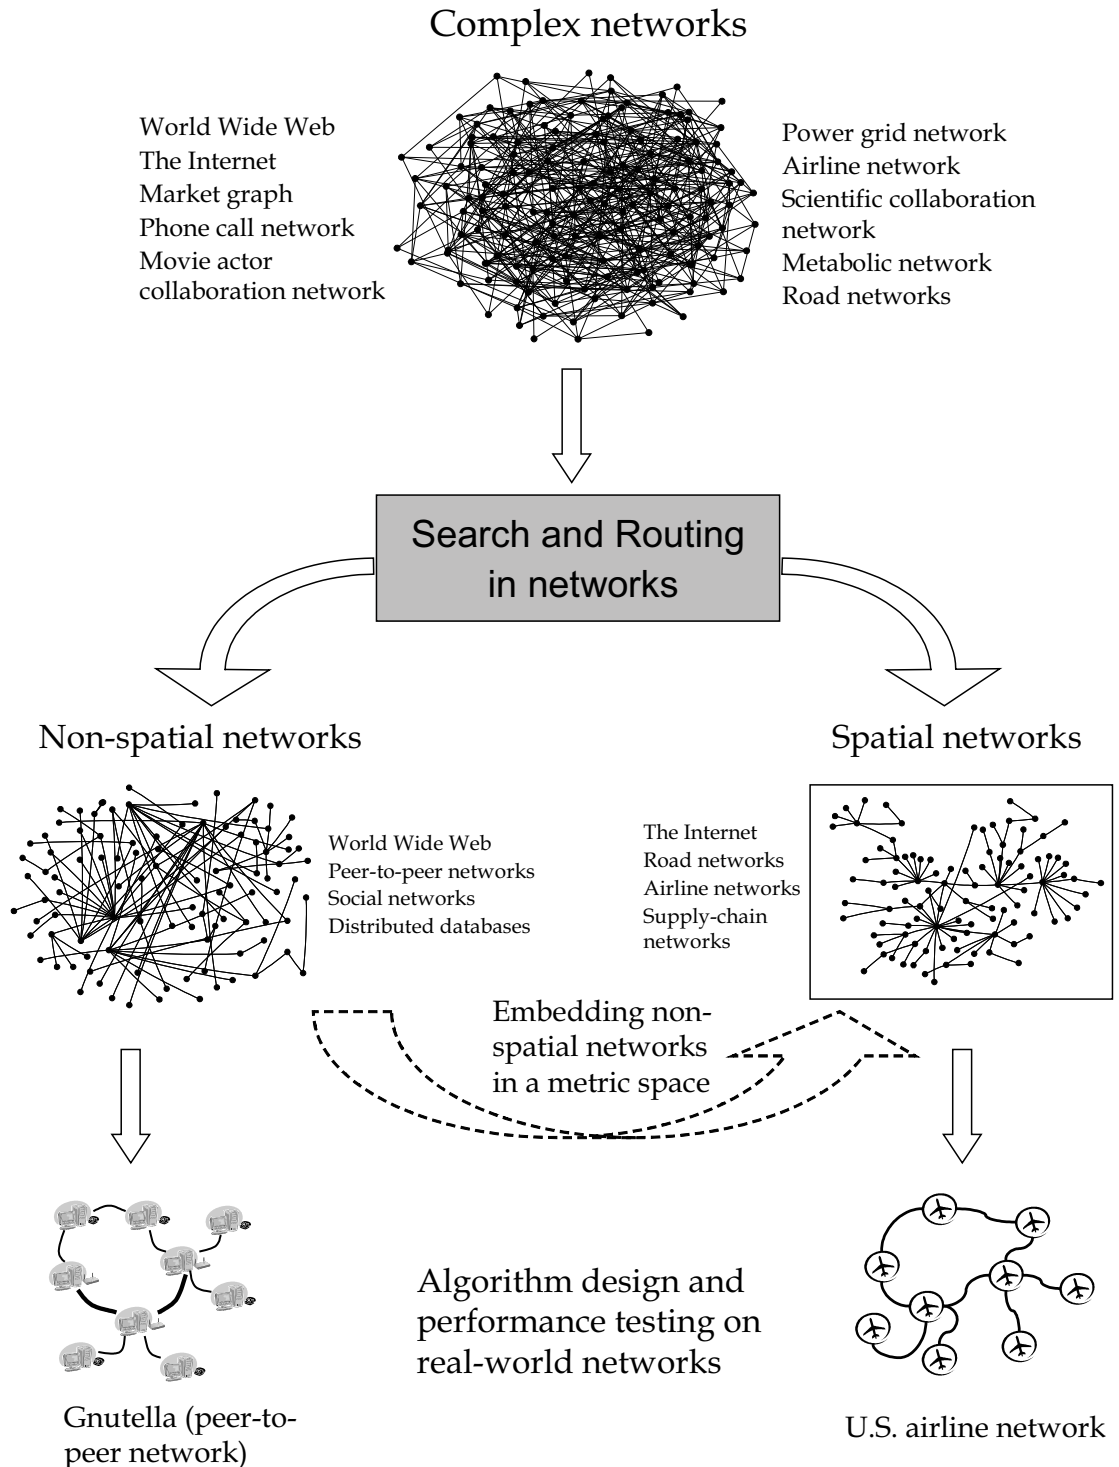 Complex networks
World Wide Web
The Internet
Market graph
Phone call network
Movie actor
collaboration network
Power grid network
Airline network
Scientific collaboration
network
Metabolic network
Road networks
Search and Routing
in networks
Non-spatial networks
Spatial networks
World Wide Web
Peer-to-peer networks
Social networks
Distributed databases
The Internet
Road networks
Airline networks
Supply-chain
networks
Embedding non-
spatial networks
in a metric space
Algorithm design and
performance testing on
real-world networks
Gnutella (peer-to-
peer network)
U.S. airline network